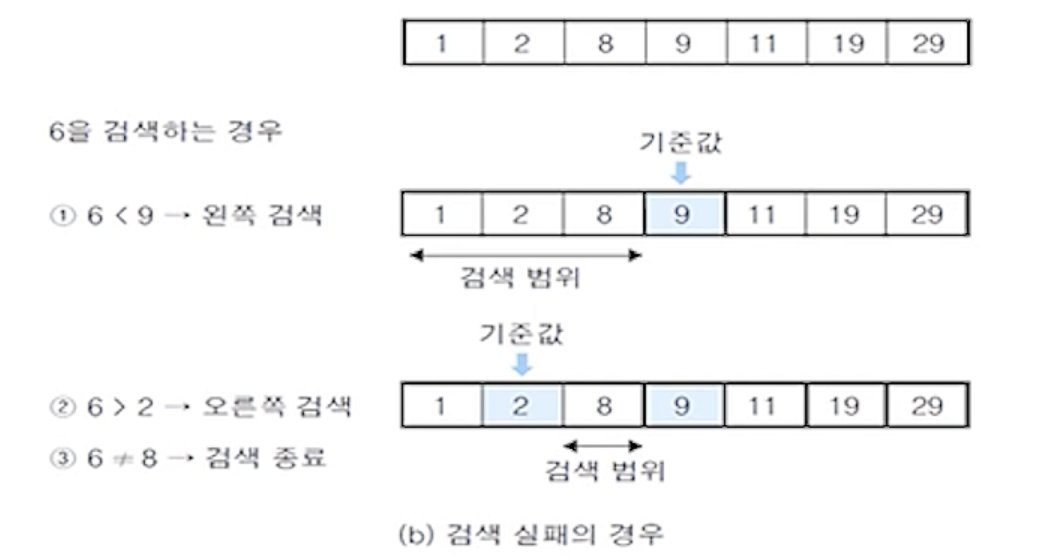 1 2 8 9 11 19 29
6을 검색하는 경우
기준값
① 6 < 9 → 왼쪽 검색
1 2 8 9 11 19 29
검색 범위
기준값
② 6 > 2 → 오른쪽 검색
1 2 8 9 11 19 29
③ 6 ≠ 8 → 검색 종료
검색 범위
(b) 검색 실패의 경우